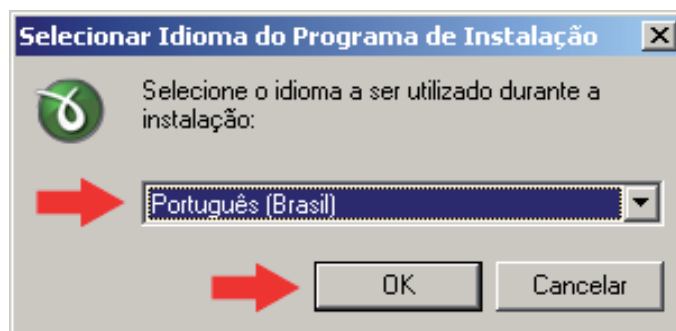 Selecionar Idioma do Programa de Instalação
Selecione o idioma a ser utilizado durante a
instalação:
Português (Brasil)
OK
Cancelar